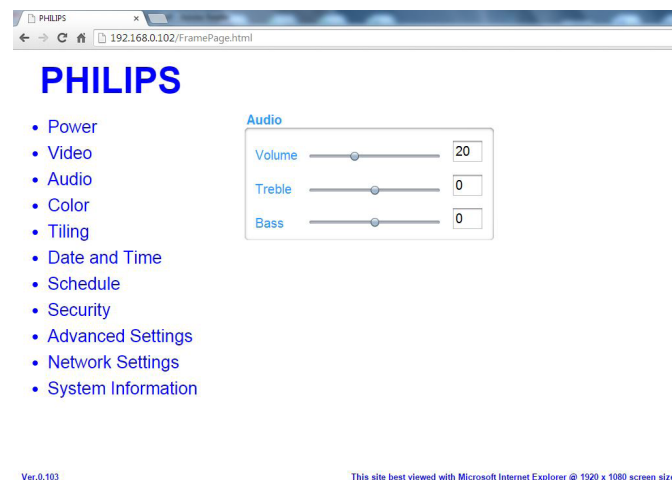 PHILIPS
192.168.0.102/FramePage.html
PHILIPS
Power
Video
Audio
Color
Tiling
Date and Time
Schedule
Security
Advanced Settings
Network Settings
System Information
Audio
Volume 20
Treble 0
Bass 0
Ver.0.103
This site best viewed with Microsoft Internet Explorer @ 1920 x 1080 screen size